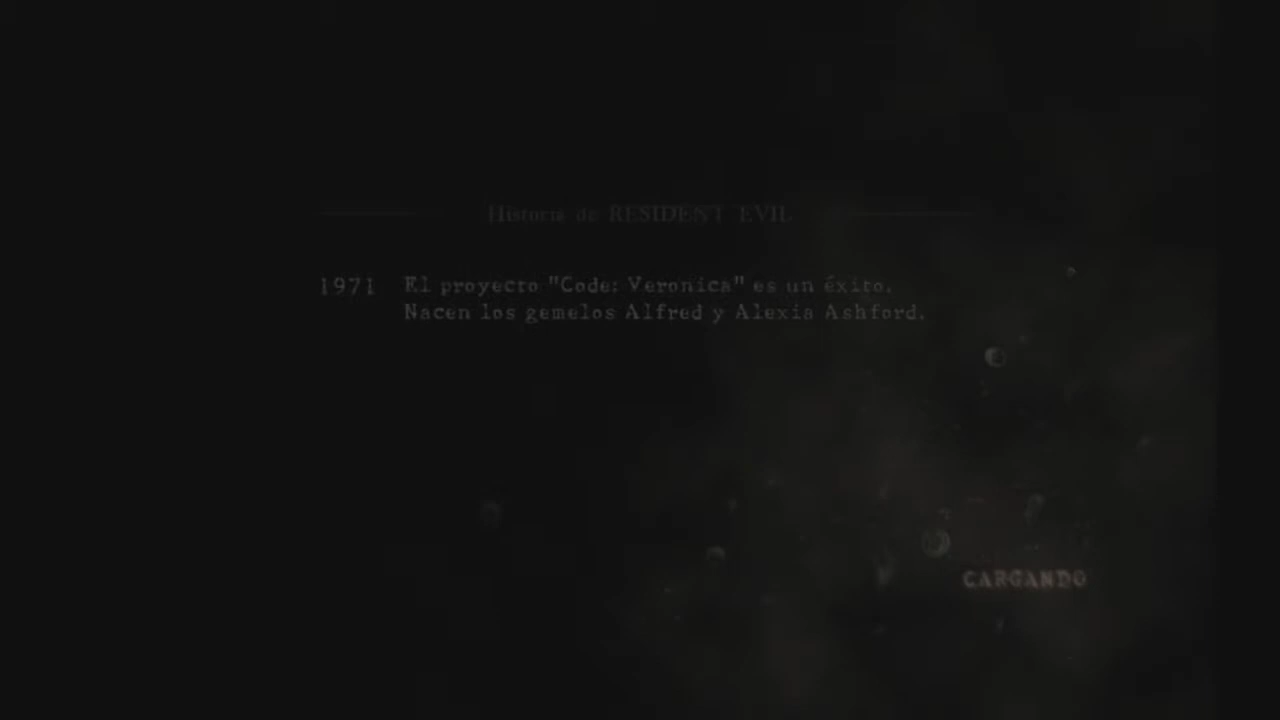 Historia de RESIDENT EVIL
1971 El proyecto "Code: Veronica" es un éxito.
Nacen los gemelos Alfred y Alexia Ashford.
CARGANDO